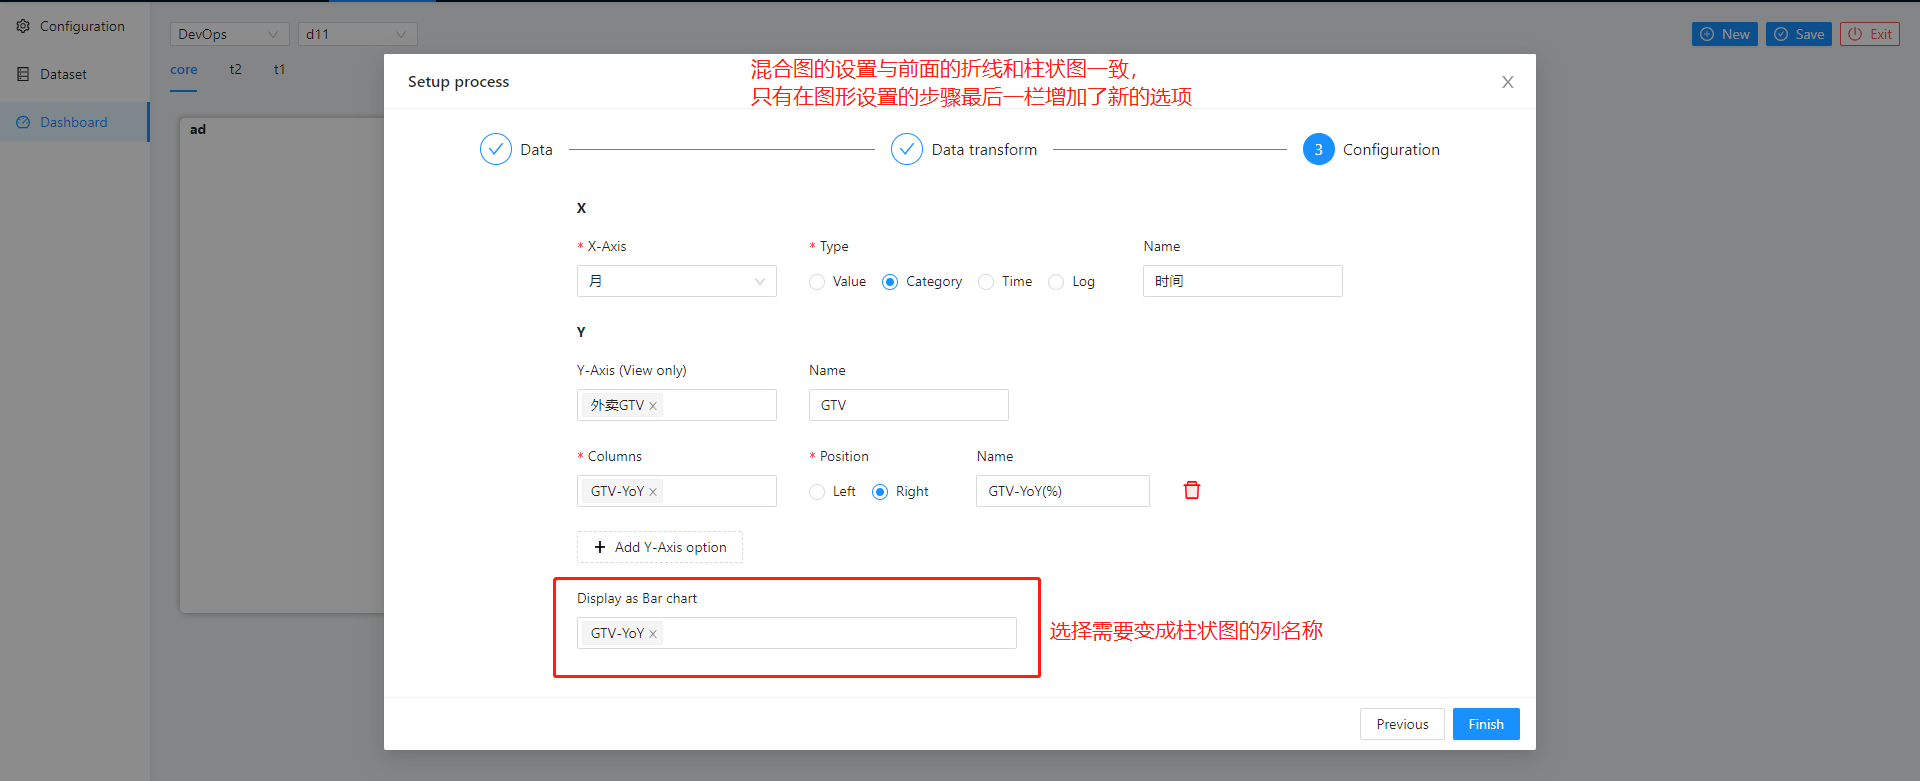 Configuration
Dataset
Dashboard
DevOps
d11
New
Save
Exit
core
t2
t1
ad
Setup process
混合图的设置与前面的折线和柱状图一致，
只有在图形设置的步骤最后一栏增加了新的选项
X
Data
Data transform
3
Configuration
X
* X-Axis
* Type
Name
月
Value
Category
Time
Log
时间
Y
Y-Axis (View only)
Name
外卖GTV
GTV
* Columns
* Position
Name
GTV-YoY
Left
Right
GTV-YoY(%)
+ Add Y-Axis option
Display as Bar chart
GTV-YoY
选择需要变成柱状图的列名称
Previous
Finish